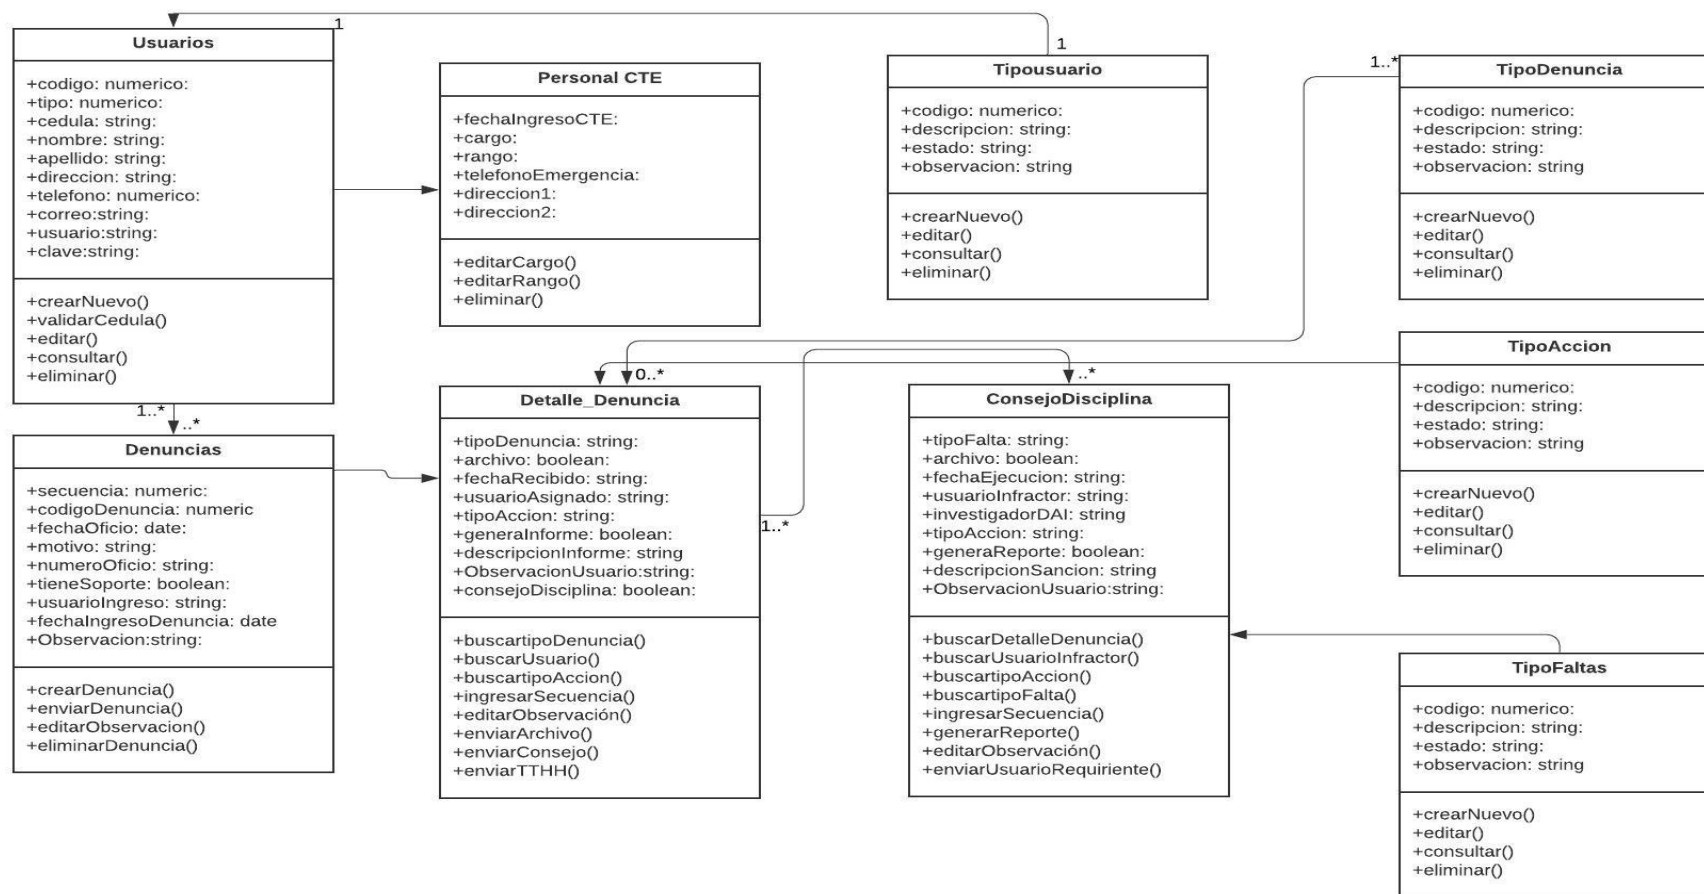 1
Usuarios
+codigo: numerico:
+tipo: numerico:
+cedula: string:
+nombre: string:
+apellido: string:
+direccion: string:
+telefono: numerico:
+correo:string:
+usuario:string:
+clave:string:
+crearNuevo()
+validarCedula()
+editar()
+consultar()
+eliminar()
Personal CTE
+fechaIngresoCTE:
+cargo:
+rango:
+telefonoEmergencia:
+direccion1:
+direccion2:
+editarCargo()
+editarRango()
+eliminar()
1
Tipousuario
+codigo: numerico:
+descripcion: string:
+estado: string:
+observacion: string
+crearNuevo()
+editar()
+consultar()
+eliminar()
1..*
TipoDenuncia
+codigo: numerico:
+descripcion: string:
+estado: string:
+observacion: string
+crearNuevo()
+editar()
+consultar()
+eliminar()
1..*
..*
Denuncias
+secuencia: numeric:
+codigoDenuncia: numeric
+fechaOficio: date:
+motivo: string:
+numeroOficio: string:
+tieneSoporte: boolean:
+usuarioIngreso: string:
+fechaIngresoDenuncia: date
+Observacion:string:
+crearDenuncia()
+enviarDenuncia()
+editarObservacion()
+eliminarDenuncia()
0..*
Detalle_Denuncia
+tipoDenuncia: string:
+archivo: boolean:
+fechaRecibido: string:
+usuarioAsignado: string:
+tipoAccion: string:
+generaInforme: boolean:
+descripcionInforme: string
+ObservacionUsuario:string:
+consejoDisciplina: boolean:
+buscartipoDenuncia()
+buscarUsuario()
+buscartipoAccion()
+ingresarSecuencia()
+editarObservación()
+enviarArchivo()
+enviarConsejo()
+enviarTTHH()
1..*
..*
ConsejoDisciplina
+tipoFalta: string:
+archivo: boolean:
+fechaEjecucion: string:
+usuarioInfractor: string:
+investigadorDAI: string
+tipoAccion: string:
+generaReporte: boolean:
+descripcionSancion: string
+ObservacionUsuario:string:
+buscarDetalleDenuncia()
+buscarUsuarioInfractor()
+buscartipoAccion()
+buscartipoFalta()
+ingresarSecuencia()
+generarReporte()
+editarObservación()
+enviarUsuarioRequiriente()
TipoAccion
+codigo: numerico:
+descripcion: string:
+estado: string:
+observacion: string
+crearNuevo()
+editar()
+consultar()
+eliminar()
TipoFaltas
+codigo: numerico:
+descripcion: string:
+estado: string:
+observacion: string
+crearNuevo()
+editar()
+consultar()
+eliminar()